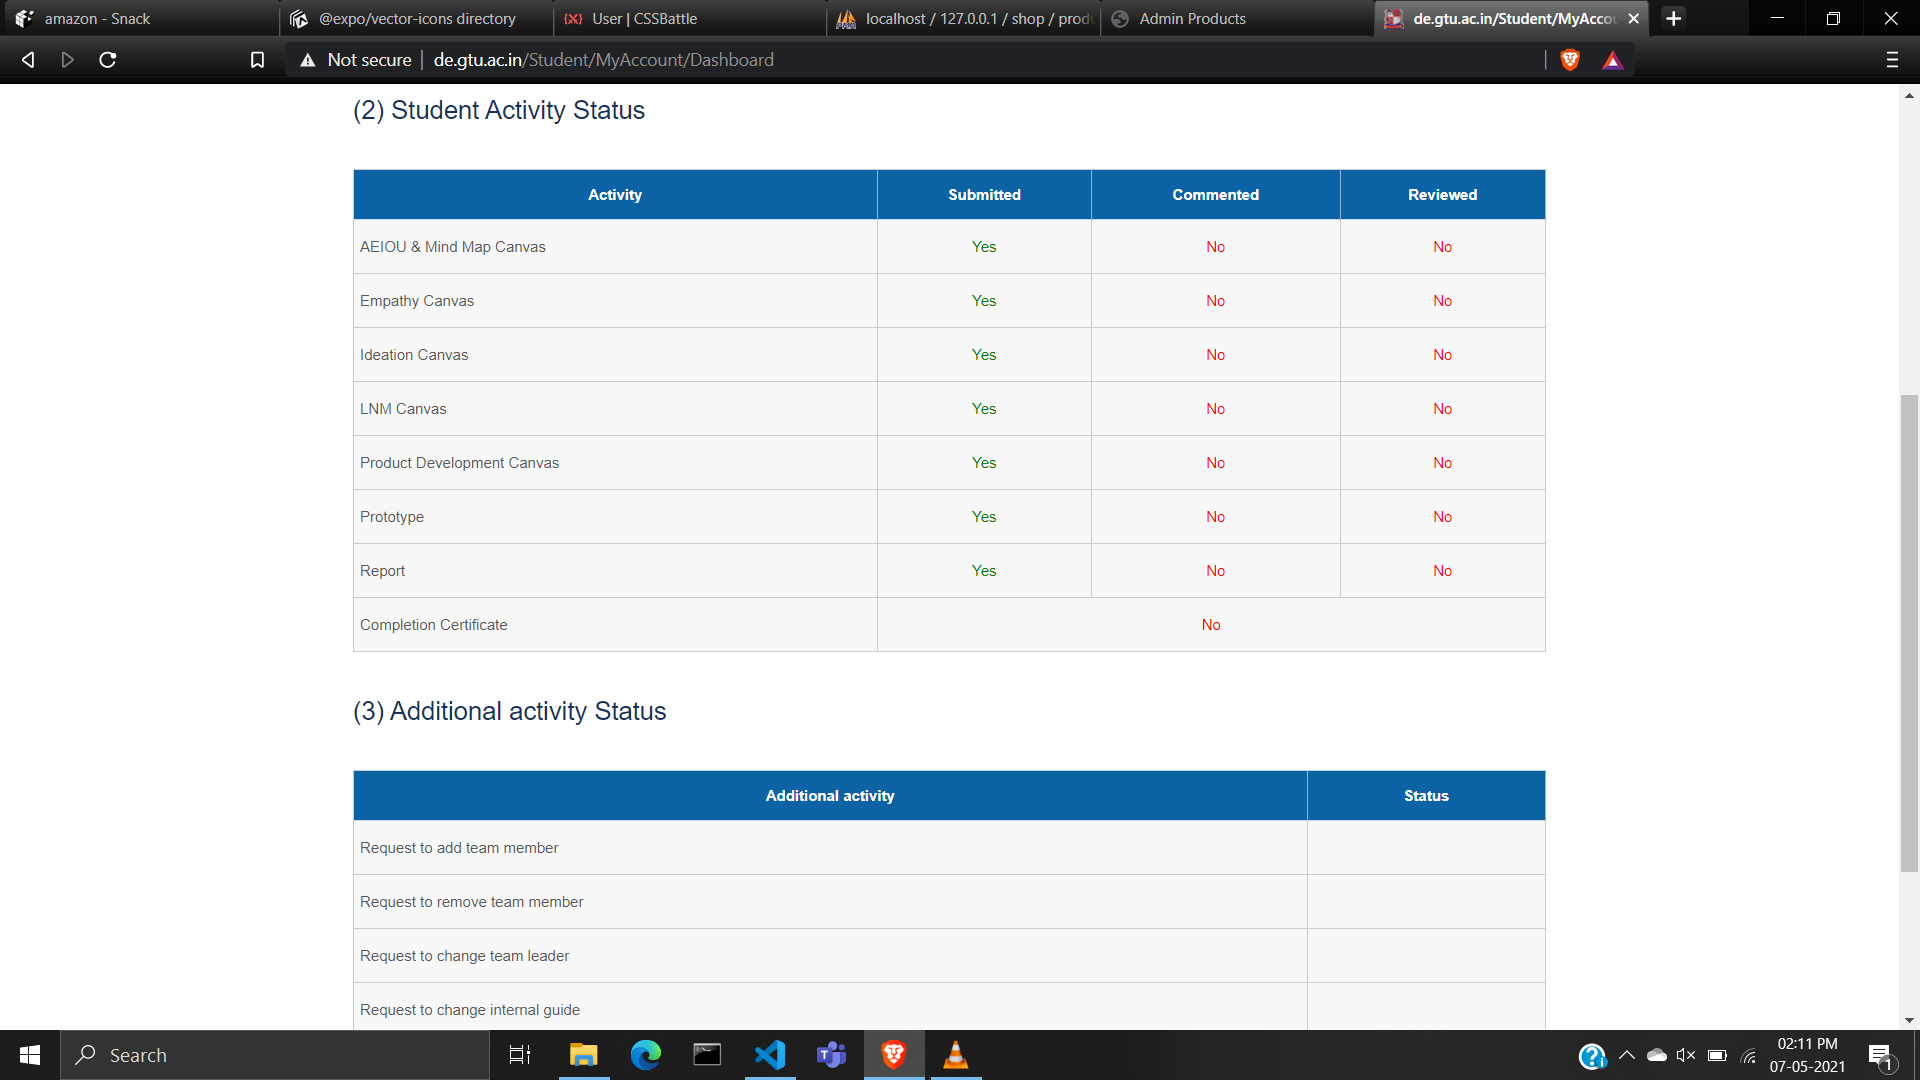 amazon - Snack
@expo/vector-icons directory
User | CSSBattle
localhost / 127.0.0.1 / shop / prod
Admin Products
de.gtu.ac.in/Student/MyAccou
Not secure
de.gtu.ac.in/Student/MyAccount/Dashboard
(2) Student Activity Status
Activity Submitted Commented Reviewed
AEIOU & Mind Map Canvas Yes No No
Empathy Canvas Yes No No
Ideation Canvas Yes No No
LNM Canvas Yes No No
Product Development Canvas Yes No No
Prototype Yes No No
Report Yes No No
Completion Certificate No
(3) Additional activity Status
Additional activity Status
Request to add team member
Request to remove team member
Request to change team leader
Request to change internal guide
Search
02:11 PM
07-05-2021
1